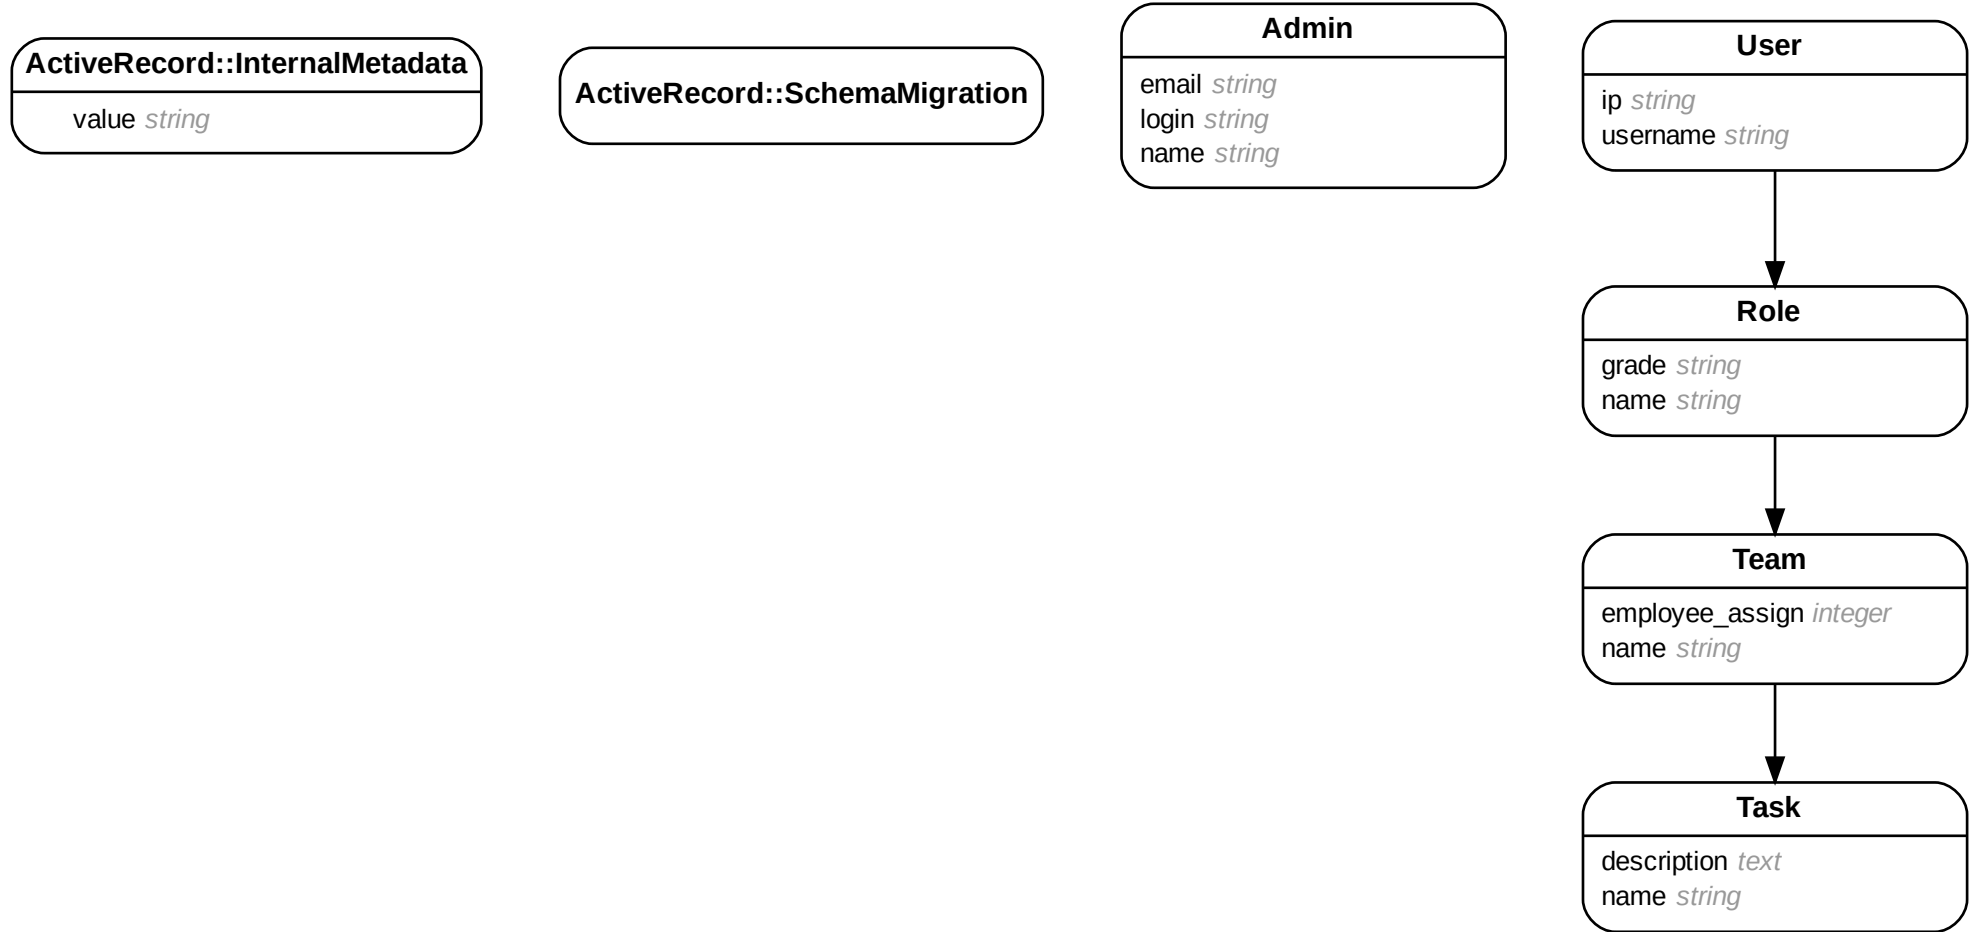 ActiveRecord::InternalMetadata
value string
ActiveRecord::SchemaMigration
Admin
email string
login string
name string
User
ip string
username string
Role
grade string
name string
Team
employee_assign integer
name string
Task
description text
name string